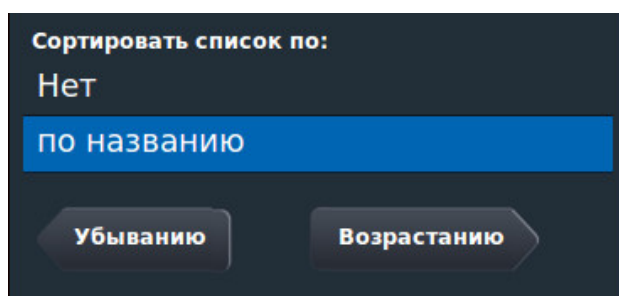 Сортировать список по:
Нет
по названию
Убыванию
Возрастанию